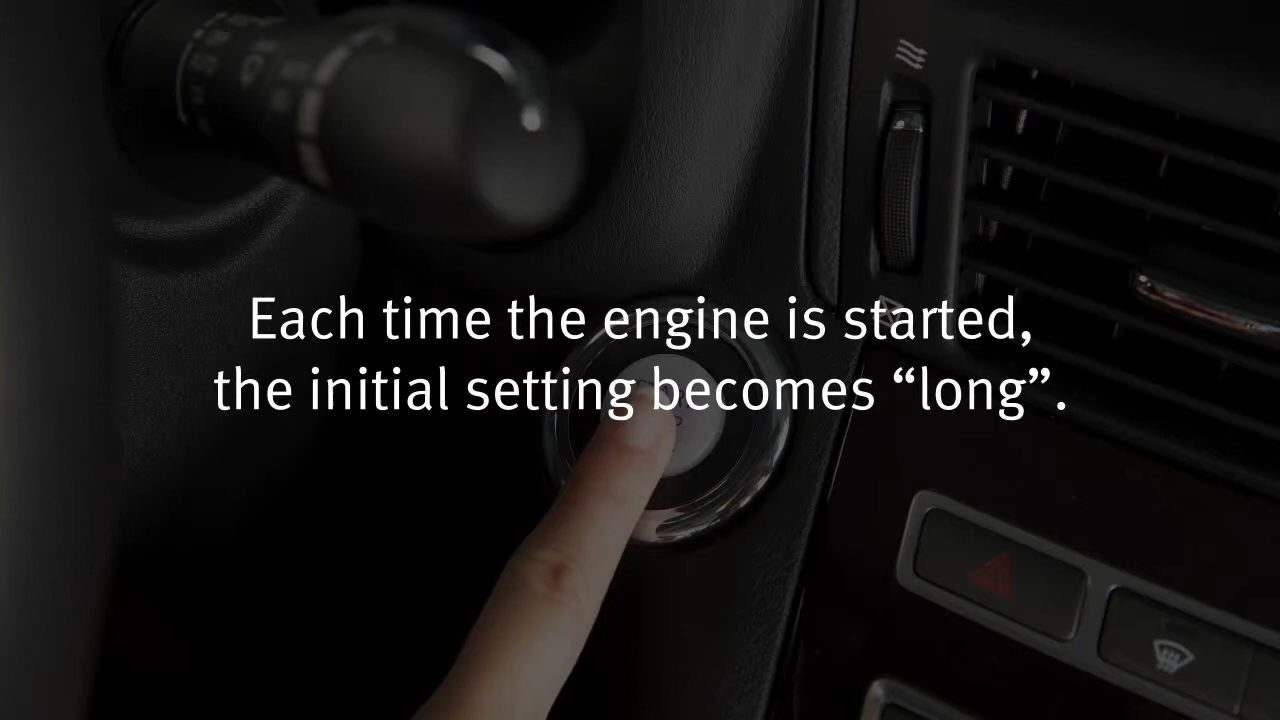 Each time the engine is started,
the initial setting becomes “long”.